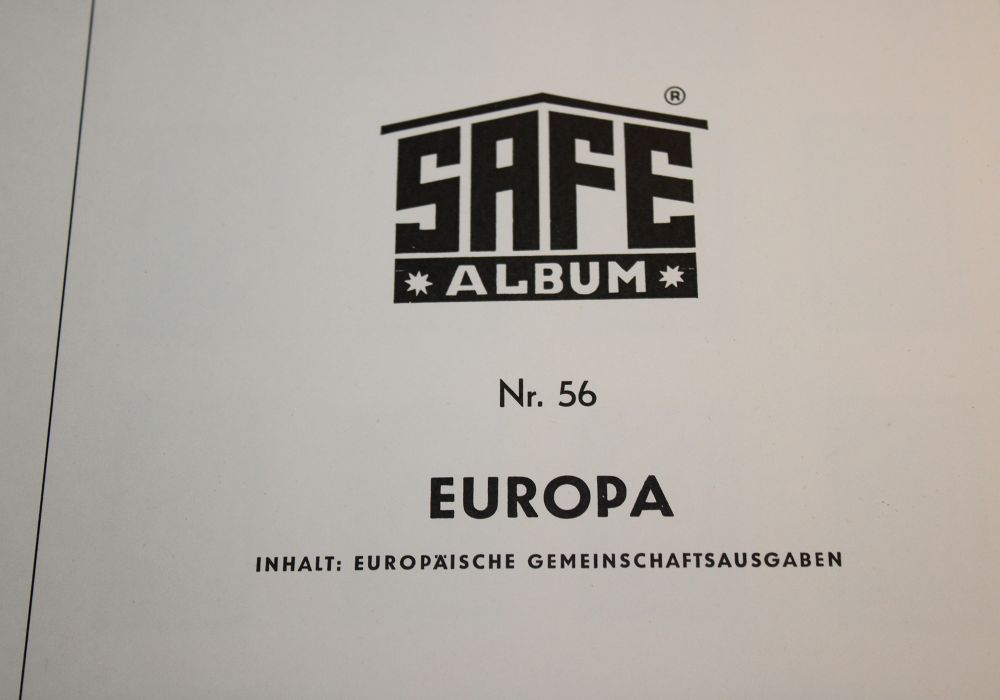 ®
SAFE
ALBUM
Nr. 56
EUROPA
INHALT: EUROPÄISCHE GEMEINSCHAFTSAUSGABEN